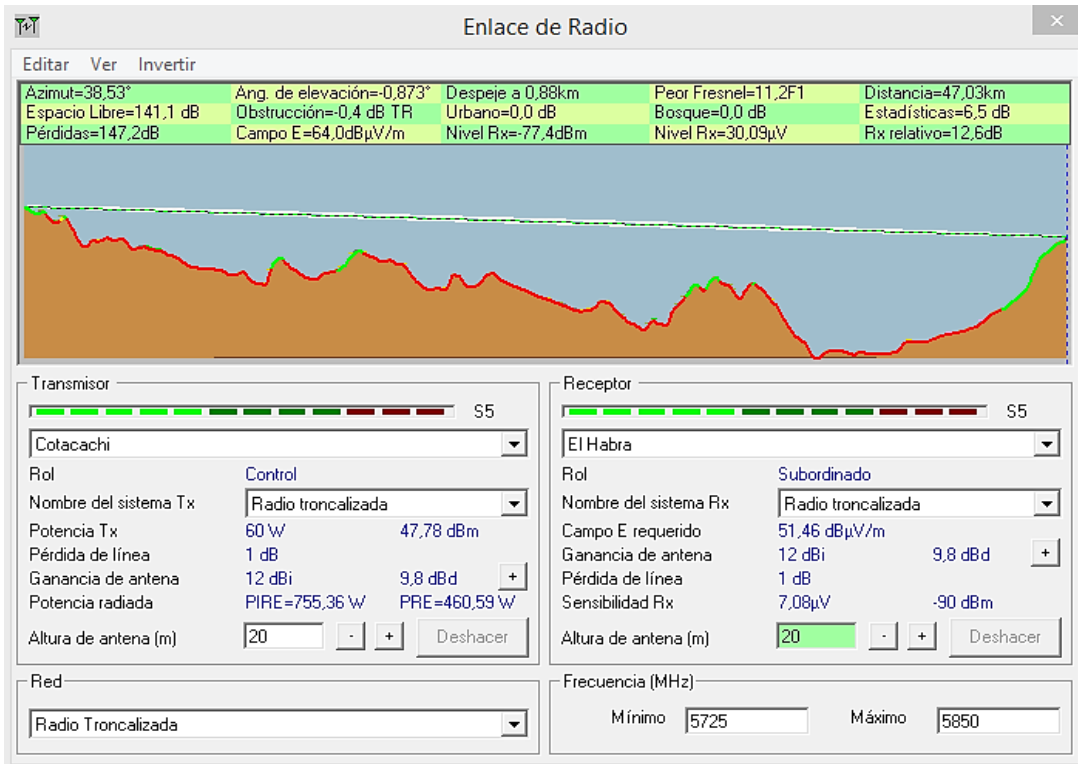 Enlace de Radio
Editar Ver Invertir
Azimut=38,53° Ang. de elevación=-0,873° Despeje a 0,88km Peor Fresnel=11,2F1 Distancia=47,03km
Espacio Libre=141,1 dB Obstrucción=-0,4 dB TR Urbano=0,0 dB Bosque=0,0 dB Estadísticas=6,5 dB
Pérdidas=147,2dB Campo E=64,0dBµV/m Nivel Rx=-77,4dBm Nivel Rx=30,09µV Rx relativo=12,6dB
Transmisor
S5
Cotacachi
Rol Control
Nombre del sistema Tx Radio troncalizada
Potencia Tx 60 W 47,78 dBm
Pérdida de línea 1 dB
Ganancia de antena 12 dBi 9,8 dBd +
Potencia radiada PIRE=755,36 W PRE=460,59 W
Altura de antena (m) 20 - + Deshacer
Receptor
S5
El Habra
Rol Subordinado
Nombre del sistema Rx Radio troncalizada
Campo E requerido 51,46 dBµV/m
Ganancia de antena 12 dBi 9,8 dBd +
Pérdida de línea 1 dB
Sensibilidad Rx 7,08µV -90 dBm
Altura de antena (m) 20 - + Deshacer
Red
Radio Troncalizada
Frecuencia (MHz)
Mínimo 5725 Máximo 5850